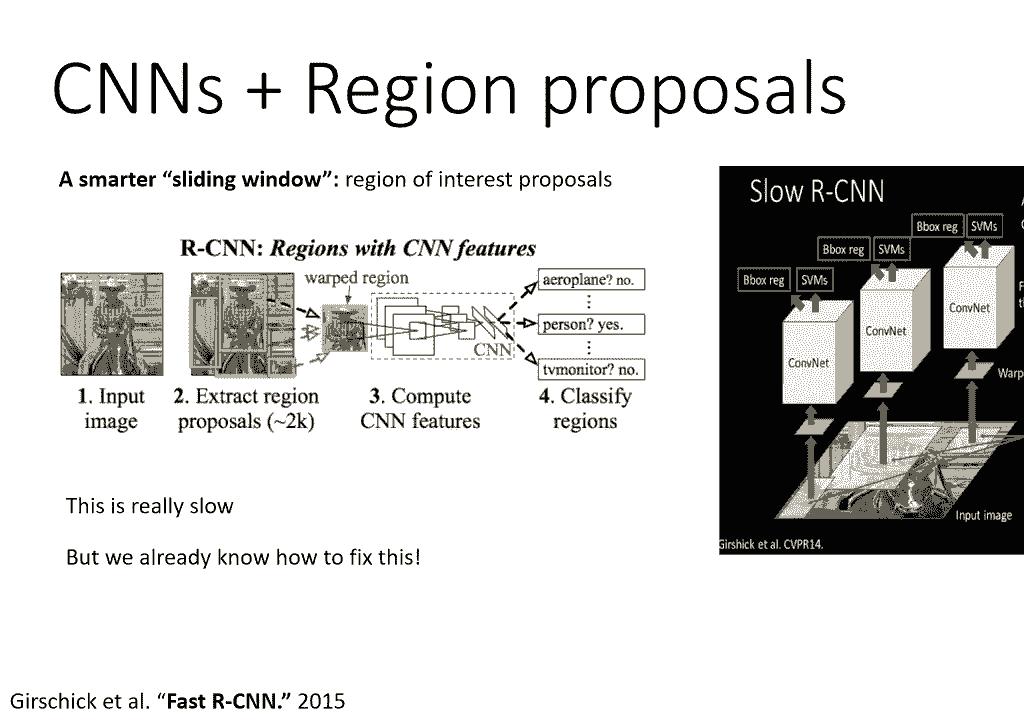 CNNs + Region proposals
A smarter “sliding window”: region of interest proposals
R-CNN: Regions with CNN features
warped region
aeroplane? no.
person? yes.
tvmonitor? no.
CNN
1. Input
image
2. Extract region
proposals (~2k)
3. Compute
CNN features
4. Classify
regions
This is really slow
But we already know how to fix this!
Slow R-CNN
Bbox reg SVMs
Bbox reg SVMs
Bbox reg SVMs
ConvNet
ConvNet
ConvNet
Input image
Girshick et al. CVPR14.
Girschick et al. “Fast R-CNN.” 2015